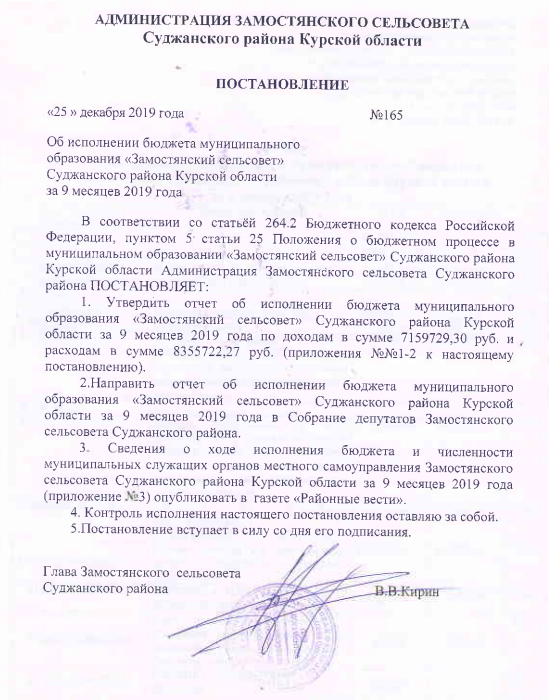 АДМИНИСТРАЦИЯ ЗАМОСТЯНСКОГО СЕЛЬСОВЕТА
Суджанского района Курской области
ПОСТАНОВЛЕНИЕ
«25 » декабря 2019 года №165
Об исполнении бюджета муниципального
образования «Замостянский сельсовет»
Суджанского района Курской области
за 9 месяцев 2019 года
В соответствии со статьёй 264.2 Бюджетного кодекса Российской
Федерации, пунктом 5 статьи 25 Положения о бюджетном процессе в
муниципальном образовании «Замостянский сельсовет» Суджанского района
Курской области Администрация Замостянского сельсовета Суджанского
района ПОСТАНОВЛЯЕТ:
1. Утвердить отчет об исполнении бюджета муниципального
образования «Замостянский сельсовет» Суджанского района Курской
области за 9 месяцев 2019 года по доходам в сумме 7159729,30 руб. и
расходам в сумме 8355722,27 руб. (приложения №№1-2 к настоящему
постановлению).
2.Направить отчет об исполнении бюджета муниципального
образования «Замостянский сельсовет» Суджанского района Курской
области за 9 месяцев 2019 года в Собрание депутатов Замостянского
сельсовета Суджанского района.
3. Сведения о ходе исполнения бюджета и численности
муниципальных служащих органов местного самоуправления Замостянского
сельсовета Суджанского района Курской области за 9 месяцев 2019 года
(приложение №3) опубликовать в газете «Районные вести».
4. Контроль исполнения настоящего постановления оставляю за собой.
5.Постановление вступает в силу со дня его подписания.
Глава Замостянского сельсовета
Суджанского района В.В.Кирин